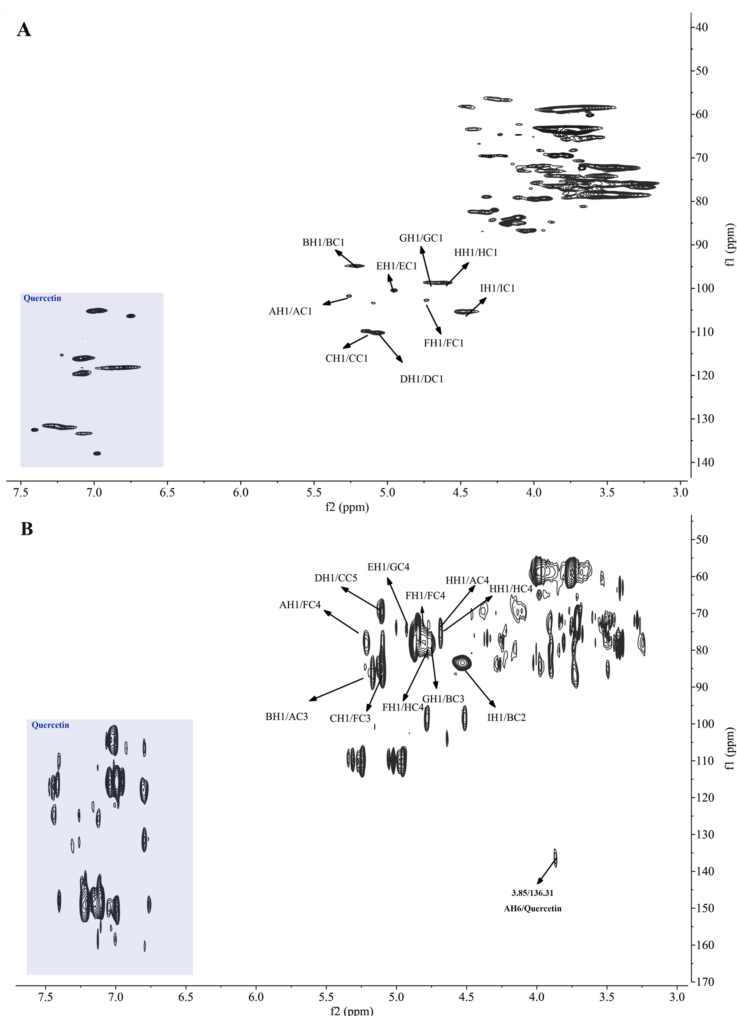 A
40
50
60
70
80
90
100
110
120
130
140
f1 (ppm)
BH1/BC1
GH1/GC1
EH1/EC1
HH1/HC1
IH1/IC1
AH1/AC1
FH1/FC1
CH1/CC1
DH1/DC1
Quercetin
7.5 7.0 6.5 6.0 5.5 5.0 4.5 4.0 3.5 3.0
f2 (ppm)
B
50
60
70
80
90
100
110
120
130
140
150
160
170
f1 (ppm)
EH1/GC4
DH1/CC5
HH1/AC4
FH1/FC4
HH1/HC4
AH1/FC4
BH1/AC3
CH1/FC3
FH1/HC4
GH1/BC3
IH1/BC2
Quercetin
3.85/136.31
AH6/Quercetin
7.5 7.0 6.5 6.0 5.5 5.0 4.5 4.0 3.5 3.0
f2 (ppm)